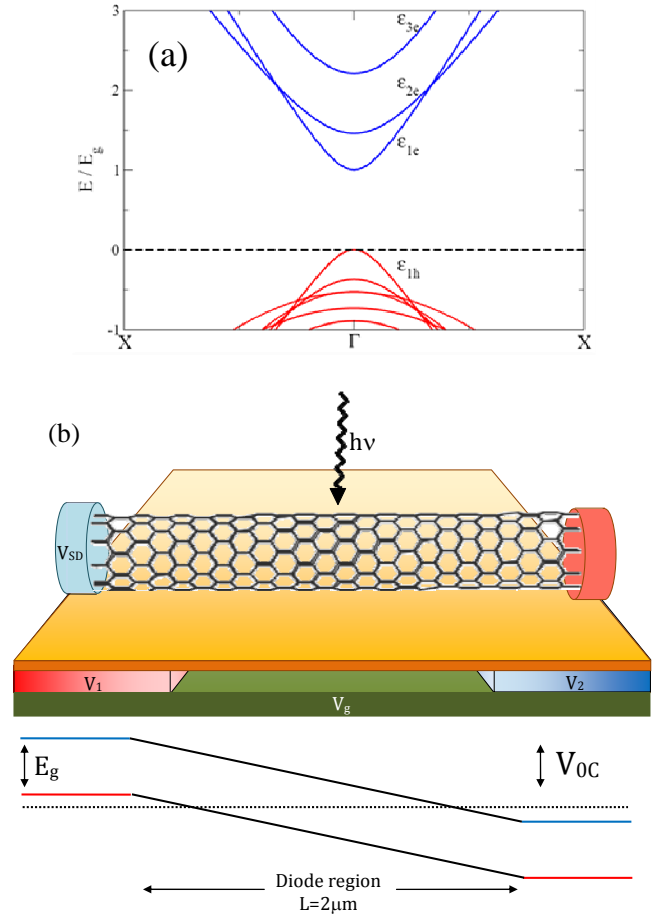 3
(a)
ε3e
ε2e
2
ε1e
E / Eg
1
0
ε1h
-1
X Γ X
(b)
hν
VSD
V1 V2
Vg
Eg V0C
Diode region
L=2μm